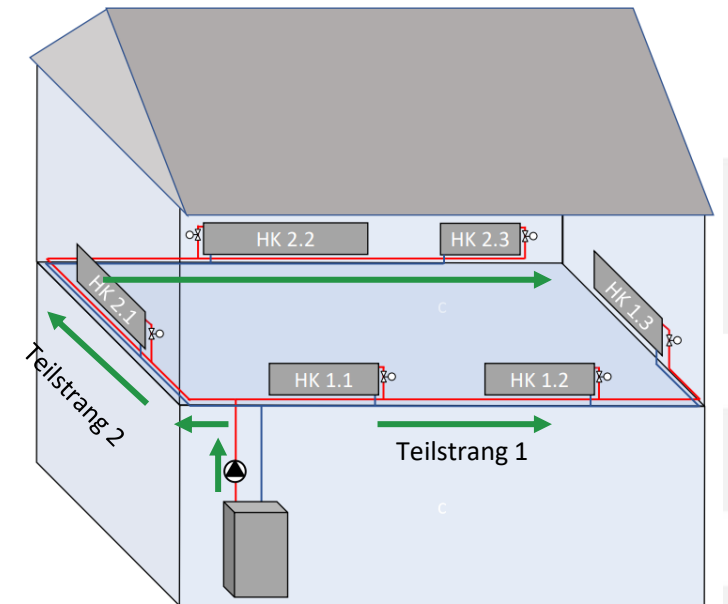 HK 2.2
HK 2.3
HK 2.1
HK 1.3
C
HK 1.1
HK 1.2
Teilstrang 2
Teilstrang 1
C